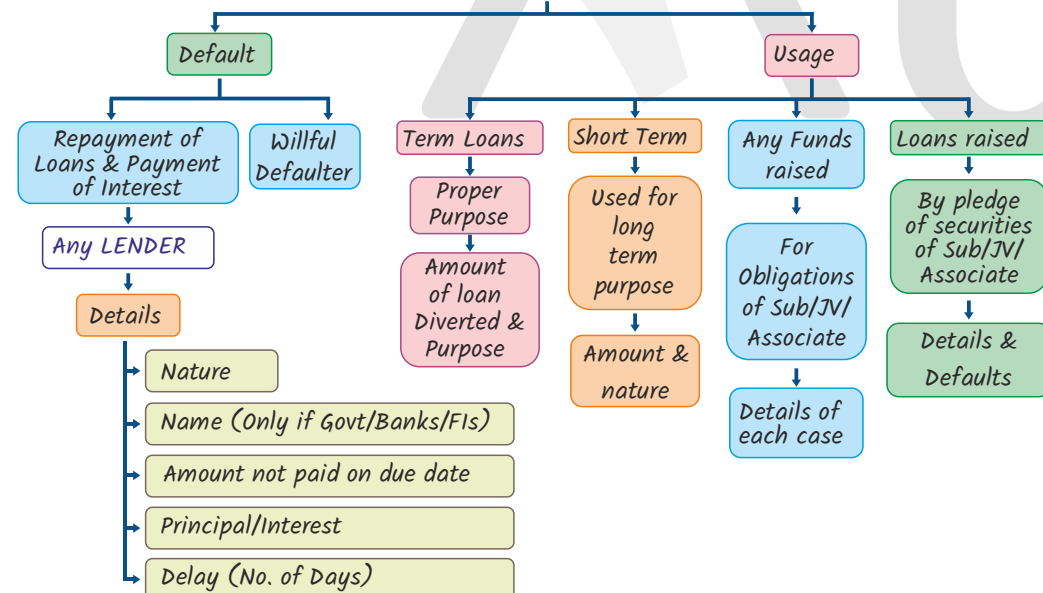 Default
Usage
Repayment of
Loans & Payment
of Interest
Willful
Defaulter
Any LENDER
Details
Nature
Name (Only if Govt/Banks/FIs)
Amount not paid on due date
Principal/Interest
Delay (No. of Days)
Term Loans
Proper
Purpose
Amount
of loan
Diverted &
Purpose
Short Term
Used for
long
term
purpose
Amount &
nature
Any Funds
raised
For
Obligations
of Sub/JV/
Associate
Details of
each case
Loans raised
By pledge
of securities
of Sub/JV/
Associate
Details &
Defaults